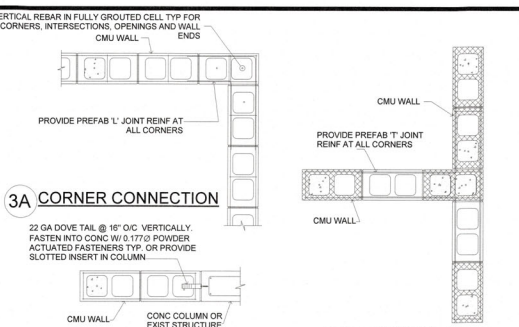 VERTICAL REBAR IN FULLY GROUTED CELL TYP FOR
CORNERS, INTERSECTIONS, OPENINGS AND WALL
ENDS
CMU WALL
PROVIDE PREFAB 'L' JOINT REINF AT
ALL CORNERS
3A CORNER CONNECTION
22 GA DOVE TAIL @ 16" O/C VERTICALLY.
FASTEN INTO CONC W/ 0.177Ø POWDER
ACTUATED FASTENERS TYP. OR PROVIDE
SLOTTED INSERT IN COLUMN
CMU WALL
CONC COLUMN OR
EXIST STRUCTURE
CMU WALL
PROVIDE PREFAB 'T' JOINT
REINF AT ALL CORNERS
CMU WALL